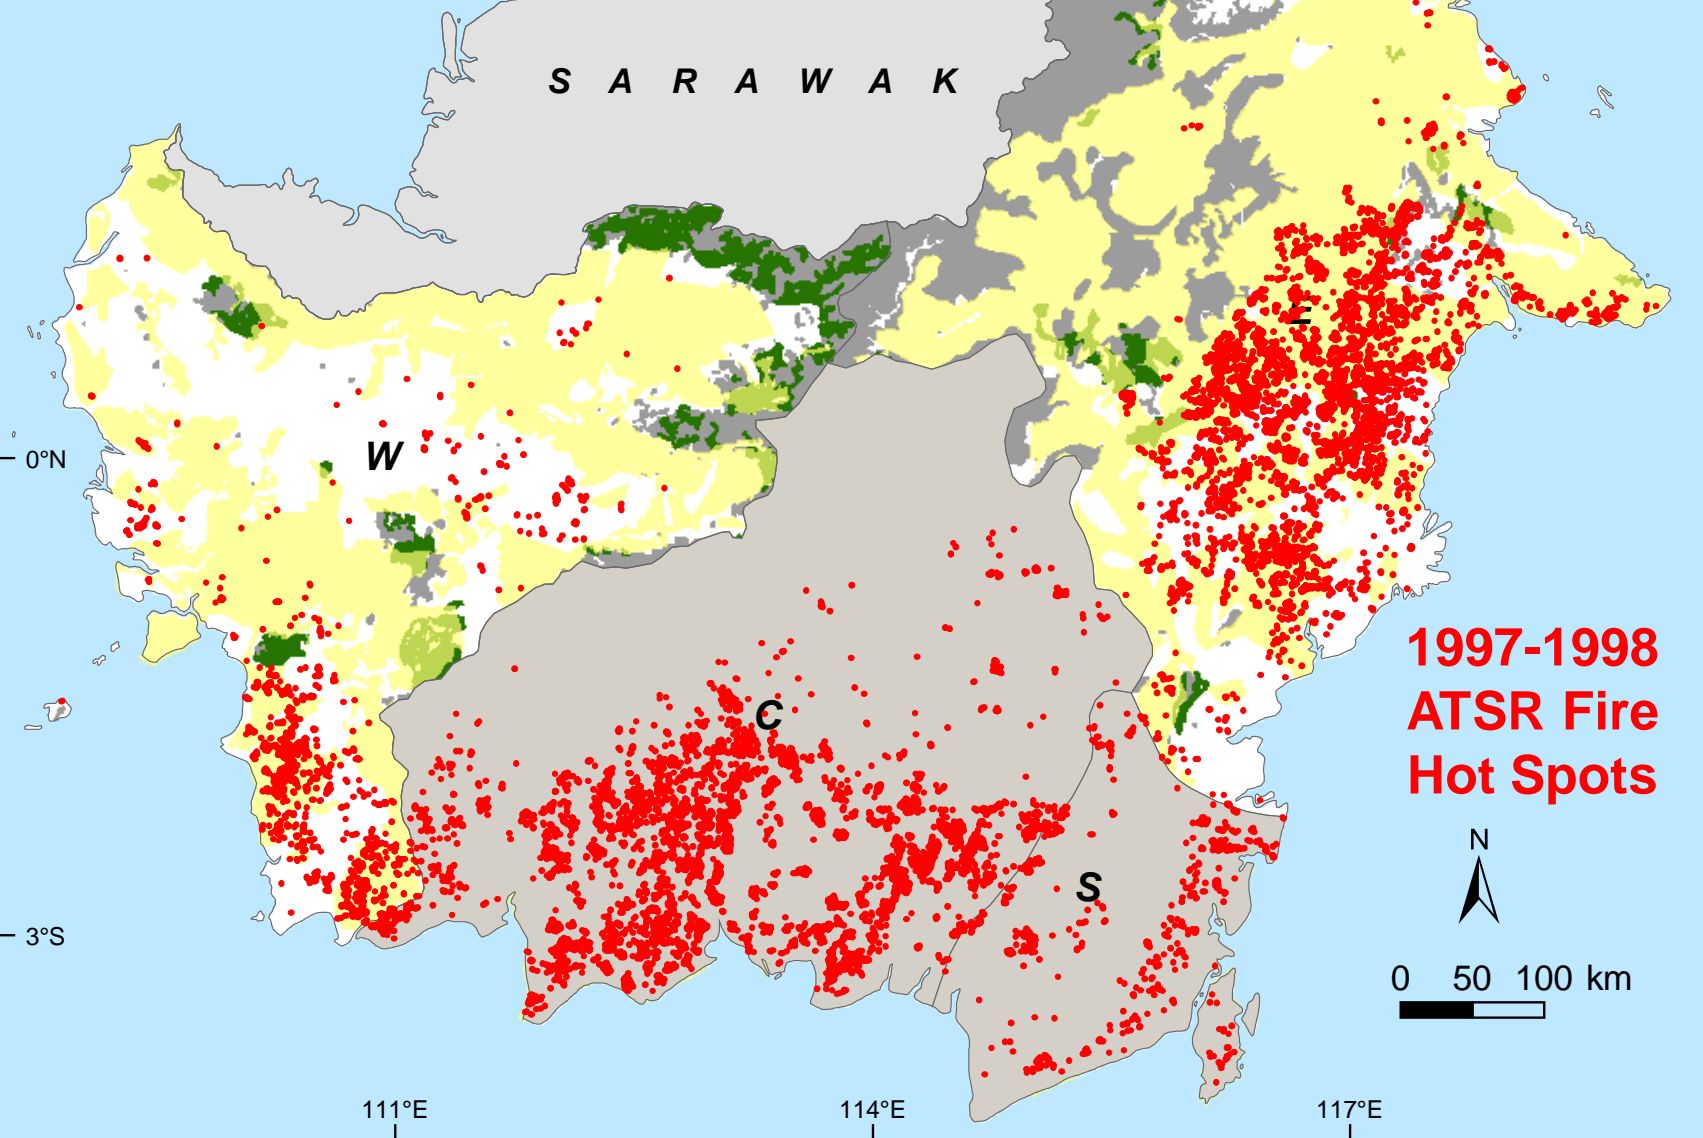 S A R A W A K
E
W
0°N
1997-1998
ATSR Fire
Hot Spots
C
N
S
3°S
0 50 100 km
111°E 114°E 117°E